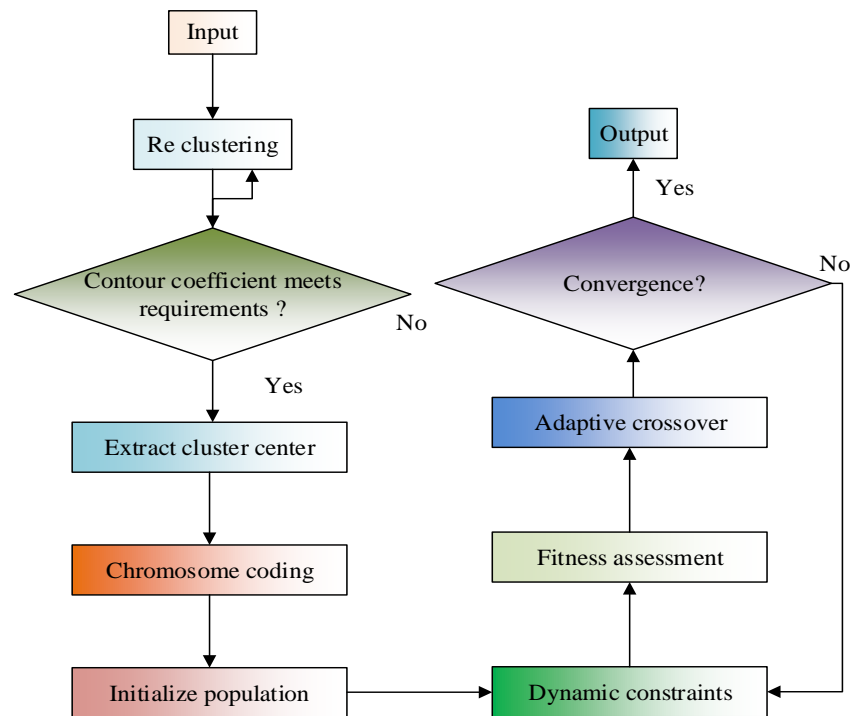 Input
Re clustering
Contour coefficient meets
requirements ?
No
Yes
Extract cluster center
Chromosome coding
Initialize population
Output
Yes
Convergence?
No
Adaptive crossover
Fitness assessment
Dynamic constraints